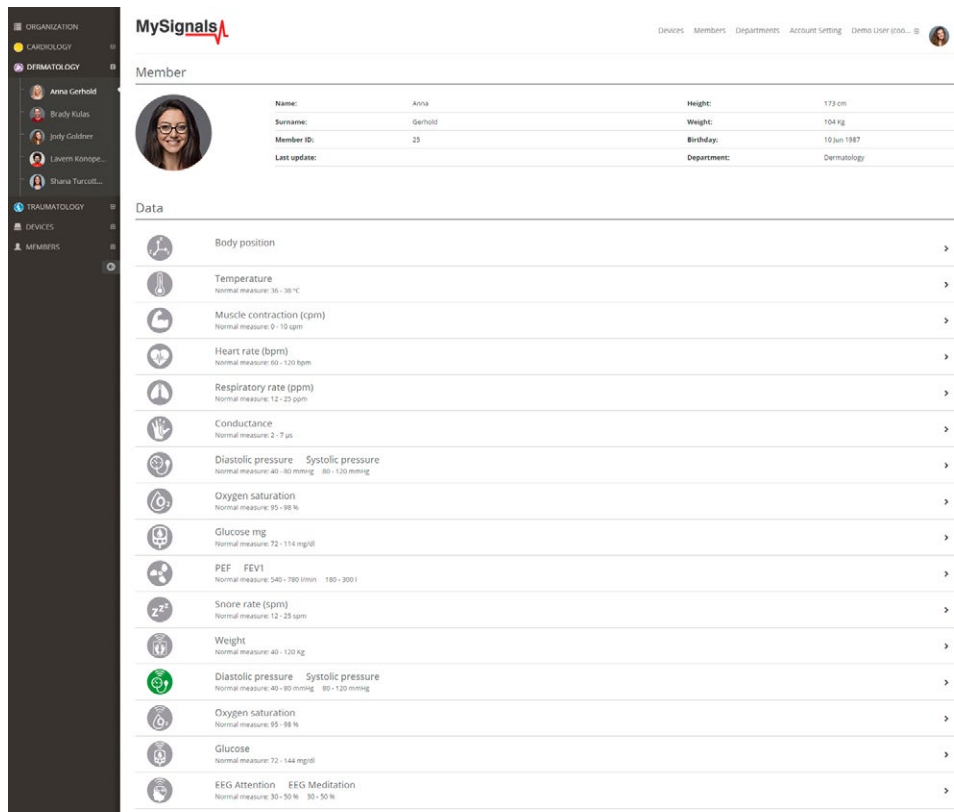 ORGANIZATION
CARDIOLOGY
DERMATOLOGY
Anna Gerhold
Brady Kulas
Jody Goldner
Lavern Konope...
Shana Turcott...
TRAUMATOLOGY
DEVICES
MEMBERS
MySignals
Devices Members Departments Account Setting Demo User (coo...
Member
Name: Anna Height: 173 cm
Surname: Gerhold Weight: 104 Kg
Member ID: 25 Birthday: 10 Jun 1987
Last update: Department: Dermatology
Data
Body position
Temperature
Normal measure: 36 - 38 ºC
Muscle contraction (cpm)
Normal measure: 0 - 10 cpm
Heart rate (bpm)
Normal measure: 60 - 120 bpm
Respiratory rate (ppm)
Normal measure: 12 - 25 ppm
Conductance
Normal measure: 2 - 7 µs
Diastolic pressure Systolic pressure
Normal measure: 40 - 80 mmHg 80 - 120 mmHg
Oxygen saturation
Normal measure: 95 - 98 %
Glucose mg
Normal measure: 72 - 114 mg/dl
PEF FEV1
Normal measure: 540 - 780 l/min 180 - 300 l
Snore rate (spm)
Normal measure: 12 - 25 spm
Weight
Normal measure: 40 - 120 Kg
Diastolic pressure Systolic pressure
Normal measure: 40 - 80 mmHg 80 - 120 mmHg
Oxygen saturation
Normal measure: 95 - 98 %
Glucose
Normal measure: 72 - 144 mg/dl
EEG Attention EEG Meditation
Normal measure: 30 - 50 % 30 - 50 %